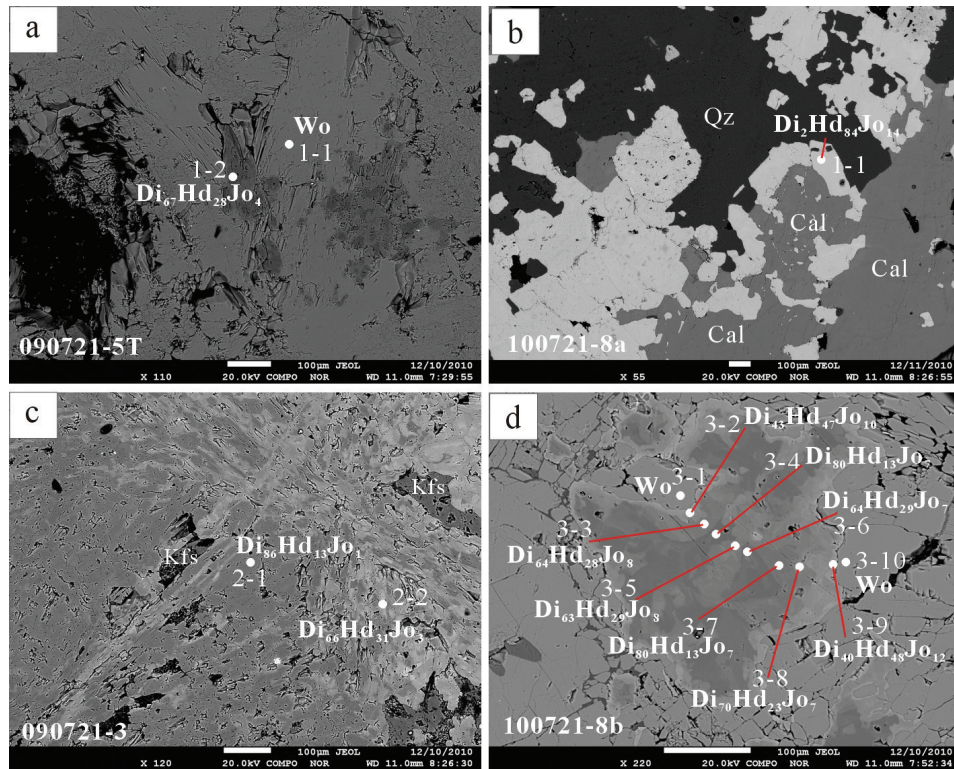 a
Wo
1-1
1-2
Di₆₇Hd₂₈Jo₄
090721-5T
100µm JEOL 12/10/2010
X 110 20.0kV COMPO NOR WD 11.0mm 7:29:55
b
Qz
Di₂Hd₈₄Jo₁₄
1-1
Cal
Cal
Cal
100721-8a
100µm JEOL 12/11/2010
X 55 20.0kV COMPO NOR WD 11.0mm 8:26:55
c
Kfs
Kfs
Di₈₆Hd₁₃Jo₁
2-1
2-2
Di₆₆Hd₃₁Jo₃
090721-3
100µm JEOL 12/10/2010
X 120 20.0kV COMPO NOR WD 11.0mm 8:26:30
d
3-2 Di₄₃Hd₄₇Jo₁₀
3-4 Di₈₀Hd₁₃Jo₇
Wo 3-1
Di₆₄Hd₂₉Jo₇
3-6
3-3
Di₆₄Hd₂₈Jo₈
3-10
Wo
3-5
Di₆₃Hd₂₉Jo₈
3-7
Di₈₀Hd₁₃Jo₇
3-9
Di₄₀Hd₄₈Jo₁₂
3-8
Di₇₀Hd₂₃Jo₇
100721-8b
100µm JEOL 12/10/2010
X 220 20.0kV COMPO NOR WD 11.0mm 7:52:34